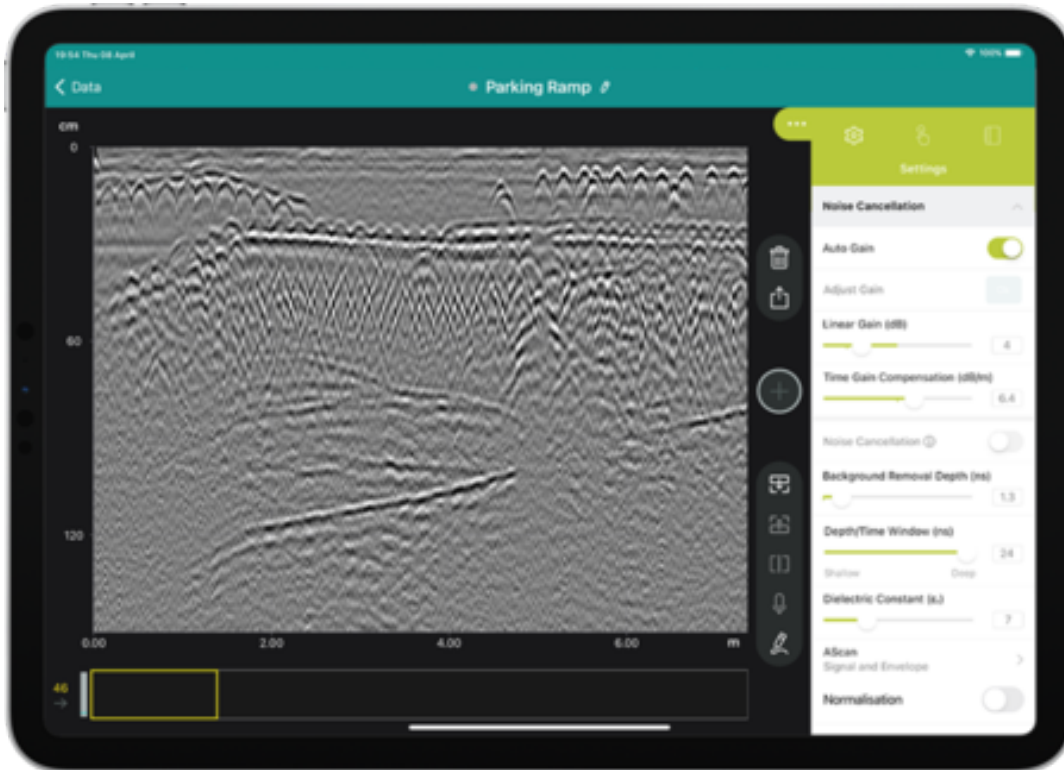 19:54 Thu 08 April
100%
Data
Parking Ramp
Settings
cm
0
60
120
0.00
2.00
4.00
6.00
m
46
Noise Cancellation
Auto Gain
Adjust Gain
Linear Gain (dB)
4
Time Gain Compensation (dB/m)
6.4
Noise Cancellation
Background Removal Depth (ns)
1.3
Depth/Time Window (ns)
24
Shallow
Deep
Dielectric Constant (εᵣ)
7
AScan
Signal and Envelope
Normalisation